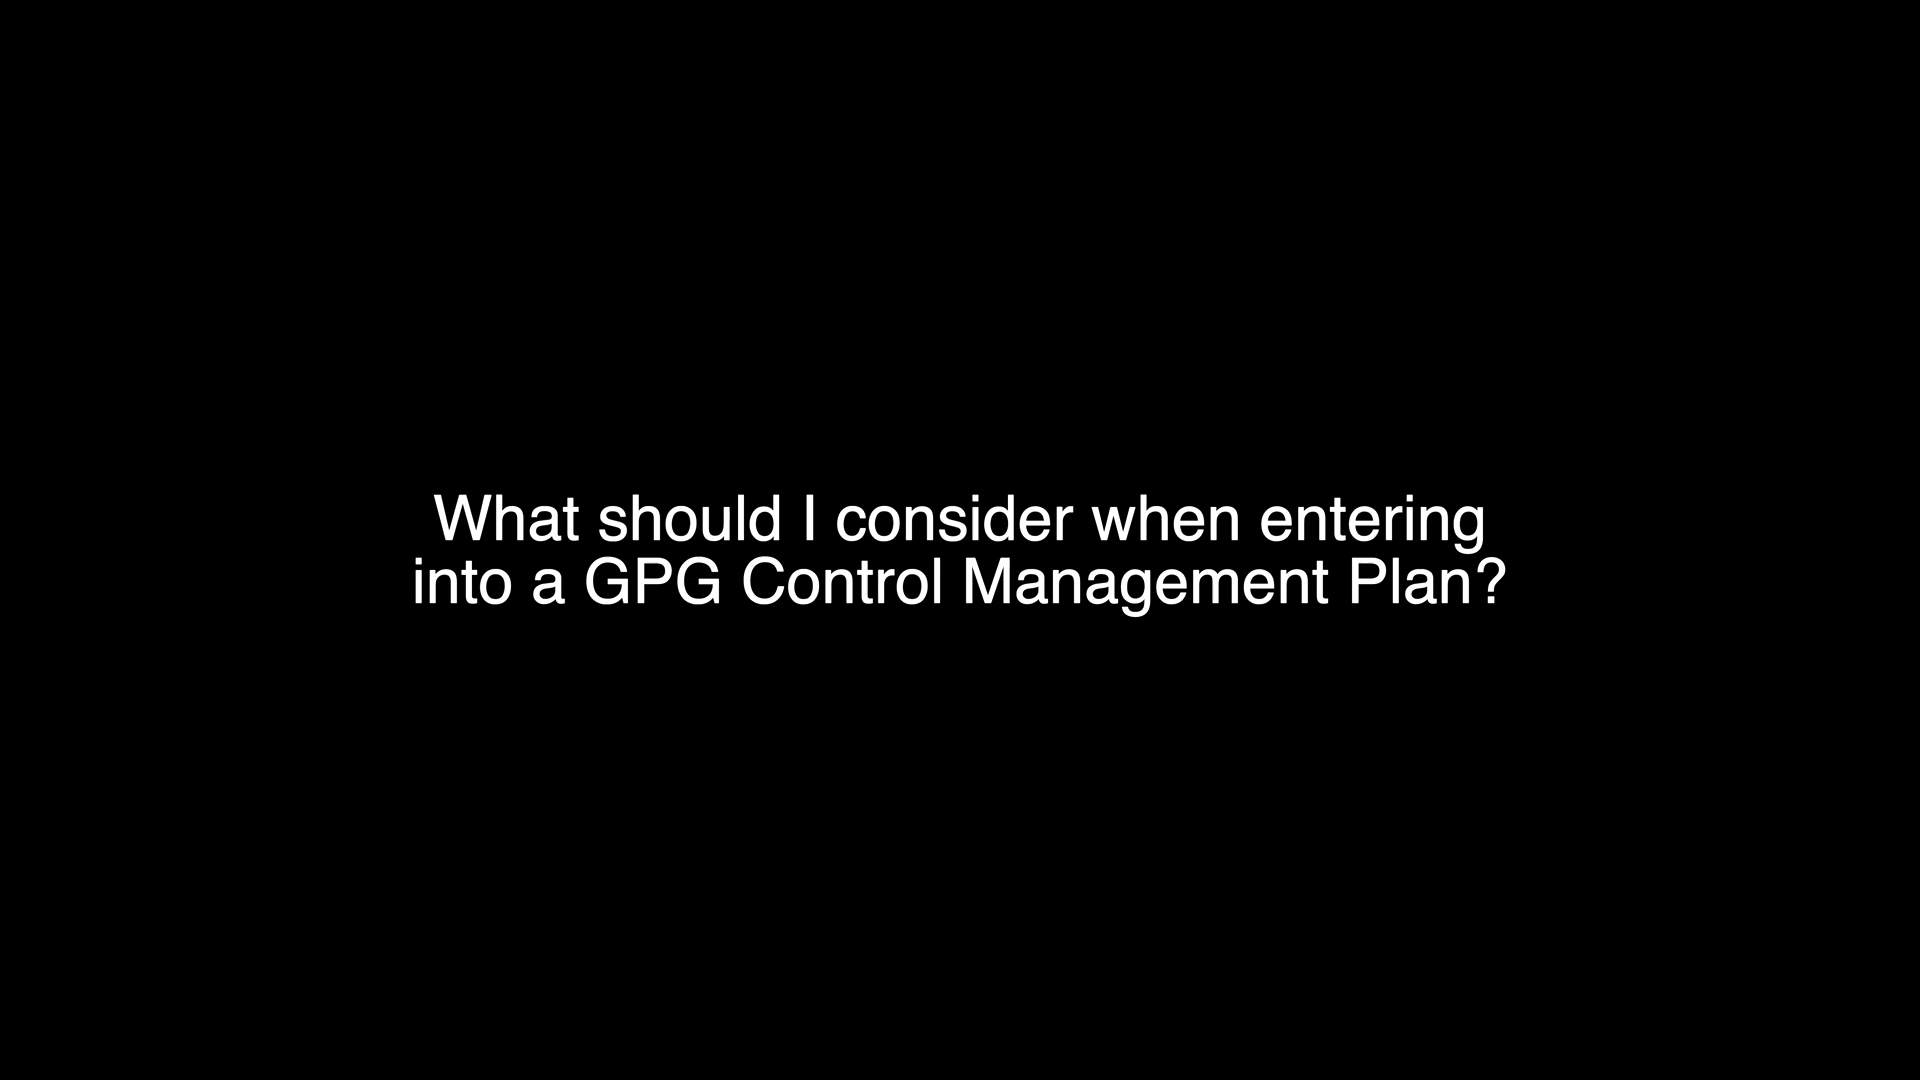 What should I consider when entering
into a GPG Control Management Plan?